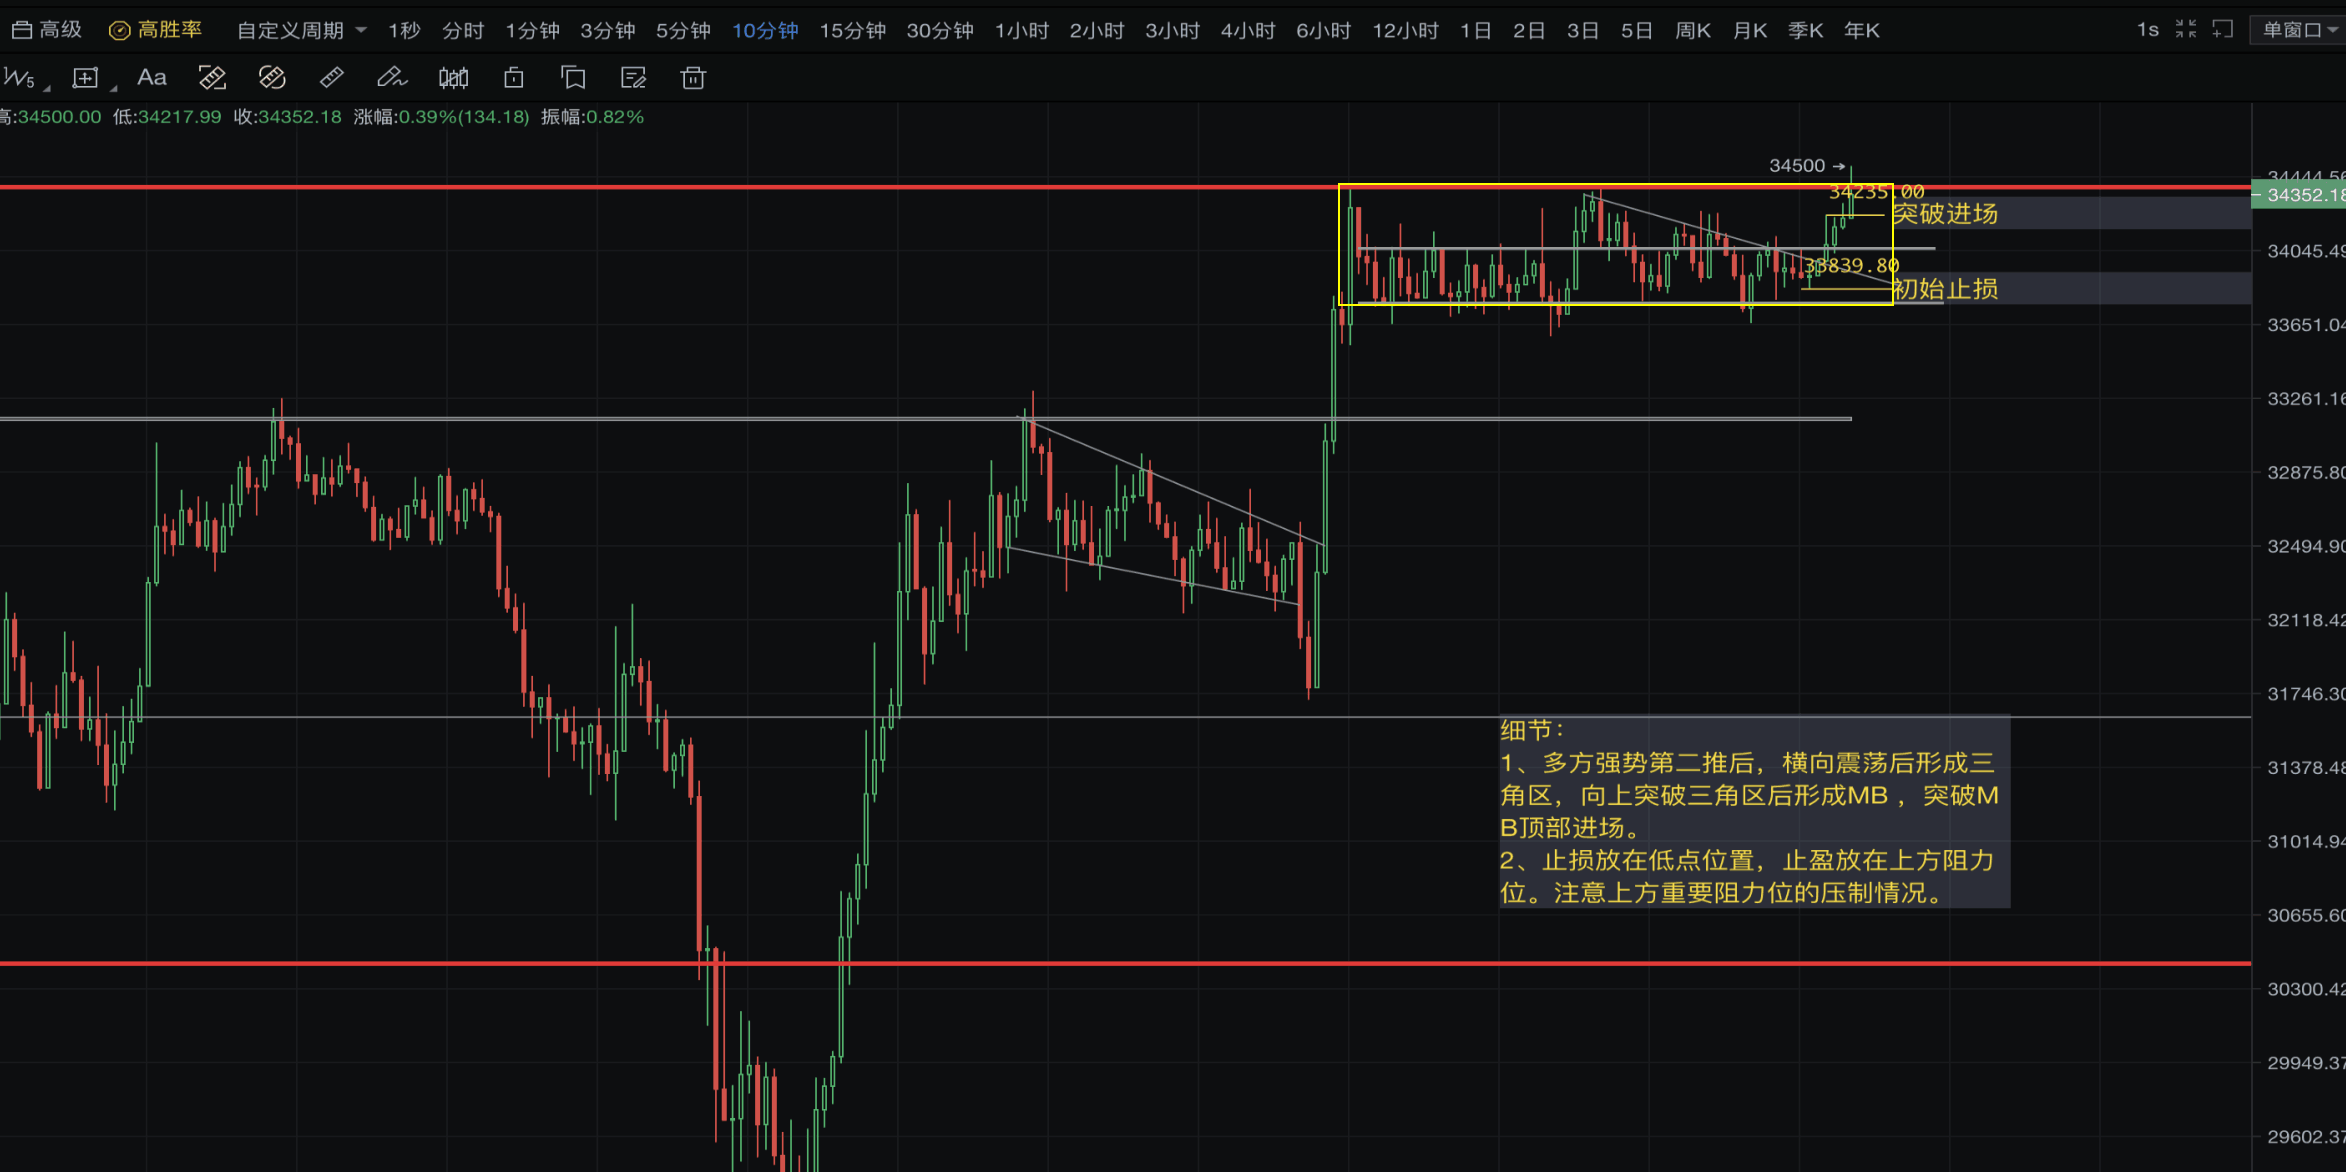 高级 高胜率 自定义周期 1秒 分时 1分钟 3分钟 5分钟 10分钟 15分钟 30分钟 1小时 2小时 3小时 4小时 6小时 12小时 1日 2日 3日 5日 周K 月K 季K 年K 1s 单窗口
W5 Aa
高:34500.00 低:34217.99 收:34352.18 涨幅:0.39%(134.18) 振幅:0.82%
34500→
34444.56
34235.00
34352.18
突破进场
34045.49
33839.80
初始止损
33651.04
33261.16
32875.80
32494.90
32118.42
31746.30
细节：
1、多方强势第二推后，横向震荡后形成三
角区，向上突破三角区后形成MB，突破M
B顶部进场。
2、止损放在低点位置，止盈放在上方阻力
位。注意上方重要阻力位的压制情况。
31378.48
31014.94
30655.60
30300.42
29949.37
29602.37